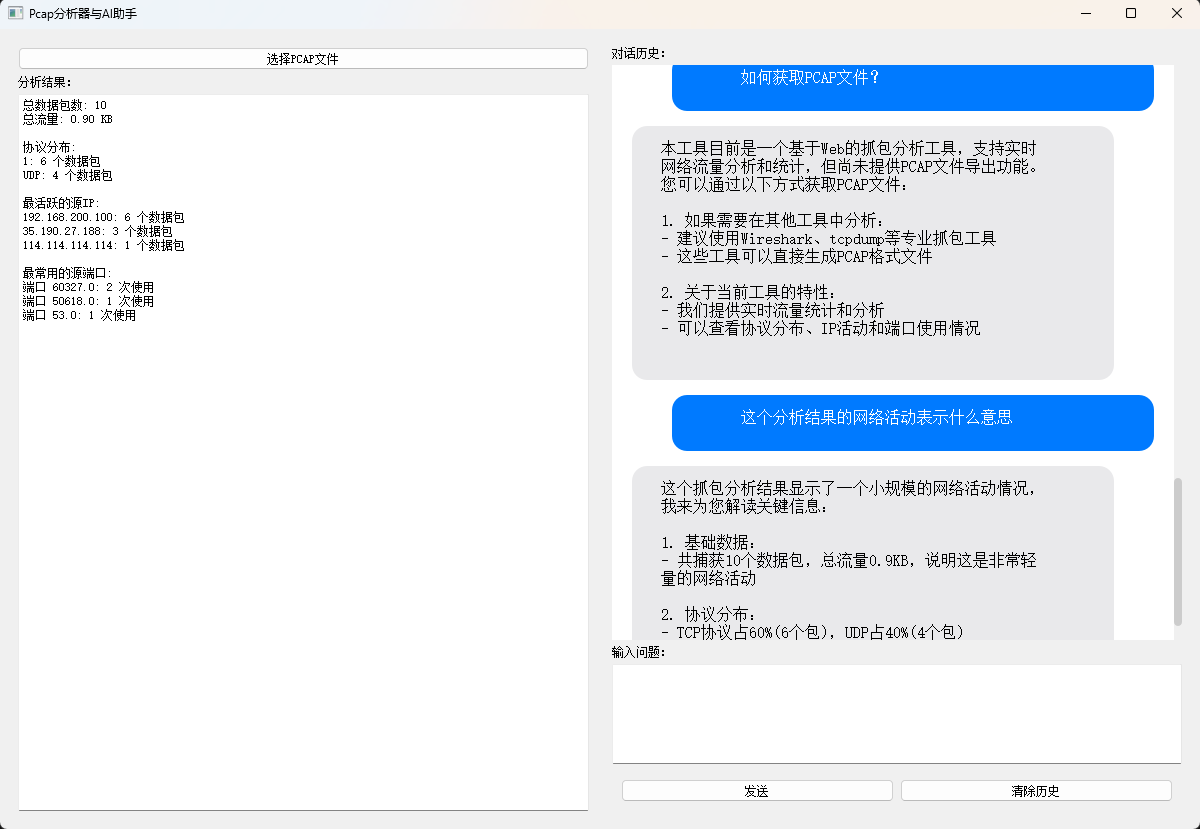 Pcap分析器与AI助手
选择PCAP文件
分析结果:
总数据包数: 10
总流量: 0.90 KB
协议分布:
1: 6 个数据包
UDP: 4 个数据包
最活跃的源IP:
192.168.200.100: 6 个数据包
35.190.27.188: 3 个数据包
114.114.114.114: 1 个数据包
最常用的源端口:
端口 60327.0: 2 次使用
端口 50618.0: 1 次使用
端口 53.0: 1 次使用
对话历史:
如何获取PCAP文件?
本工具目前是一个基于Web的抓包分析工具，支持实时
网络流量分析和统计，但尚未提供PCAP文件导出功能。
您可以通过以下方式获取PCAP文件：
1. 如果需要在其他工具中分析：
- 建议使用Wireshark、tcpdump等专业抓包工具
- 这些工具可以直接生成PCAP格式文件
2. 关于当前工具的特性：
- 我们提供实时流量统计和分析
- 可以查看协议分布、IP活动和端口使用情况
这个分析结果的网络活动表示什么意思
这个抓包分析结果显示了一个小规模的网络活动情况，
我来为您解读关键信息：
1. 基础数据：
- 共捕获10个数据包，总流量0.9KB，说明这是非常轻
量的网络活动
2. 协议分布：
- TCP协议占60%(6个包)，UDP占40%(4个包)
输入问题:
发送
清除历史